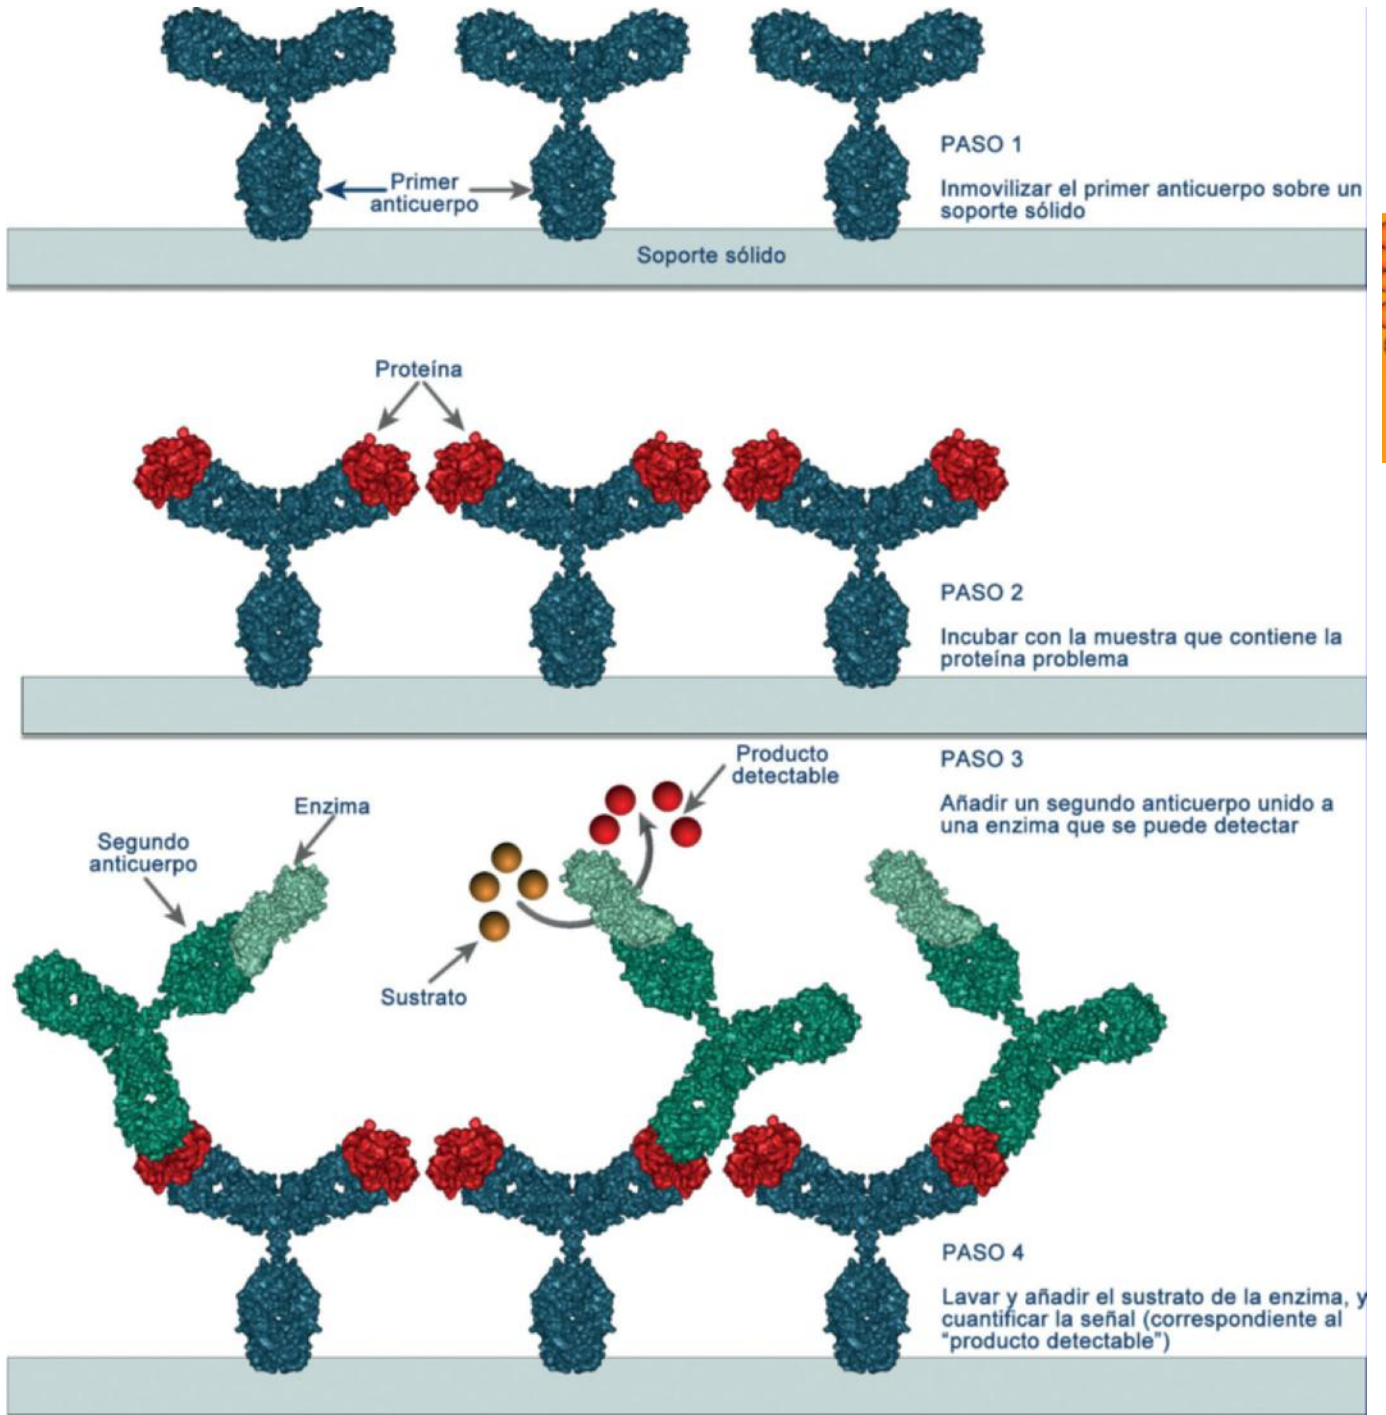 PASO 1
Primer
anticuerpo
Inmovilizar el primer anticuerpo sobre un
soporte sólido
Soporte sólido
Proteína
PASO 2
Incubar con la muestra que contiene la
proteína problema
Producto
detectable
PASO 3
Enzima
Añadir un segundo anticuerpo unido a
una enzima que se puede detectar
Segundo
anticuerpo
Sustrato
PASO 4
Lavar y añadir el sustrato de la enzima, y
cuantificar la señal (correspondiente al
“producto detectable”)